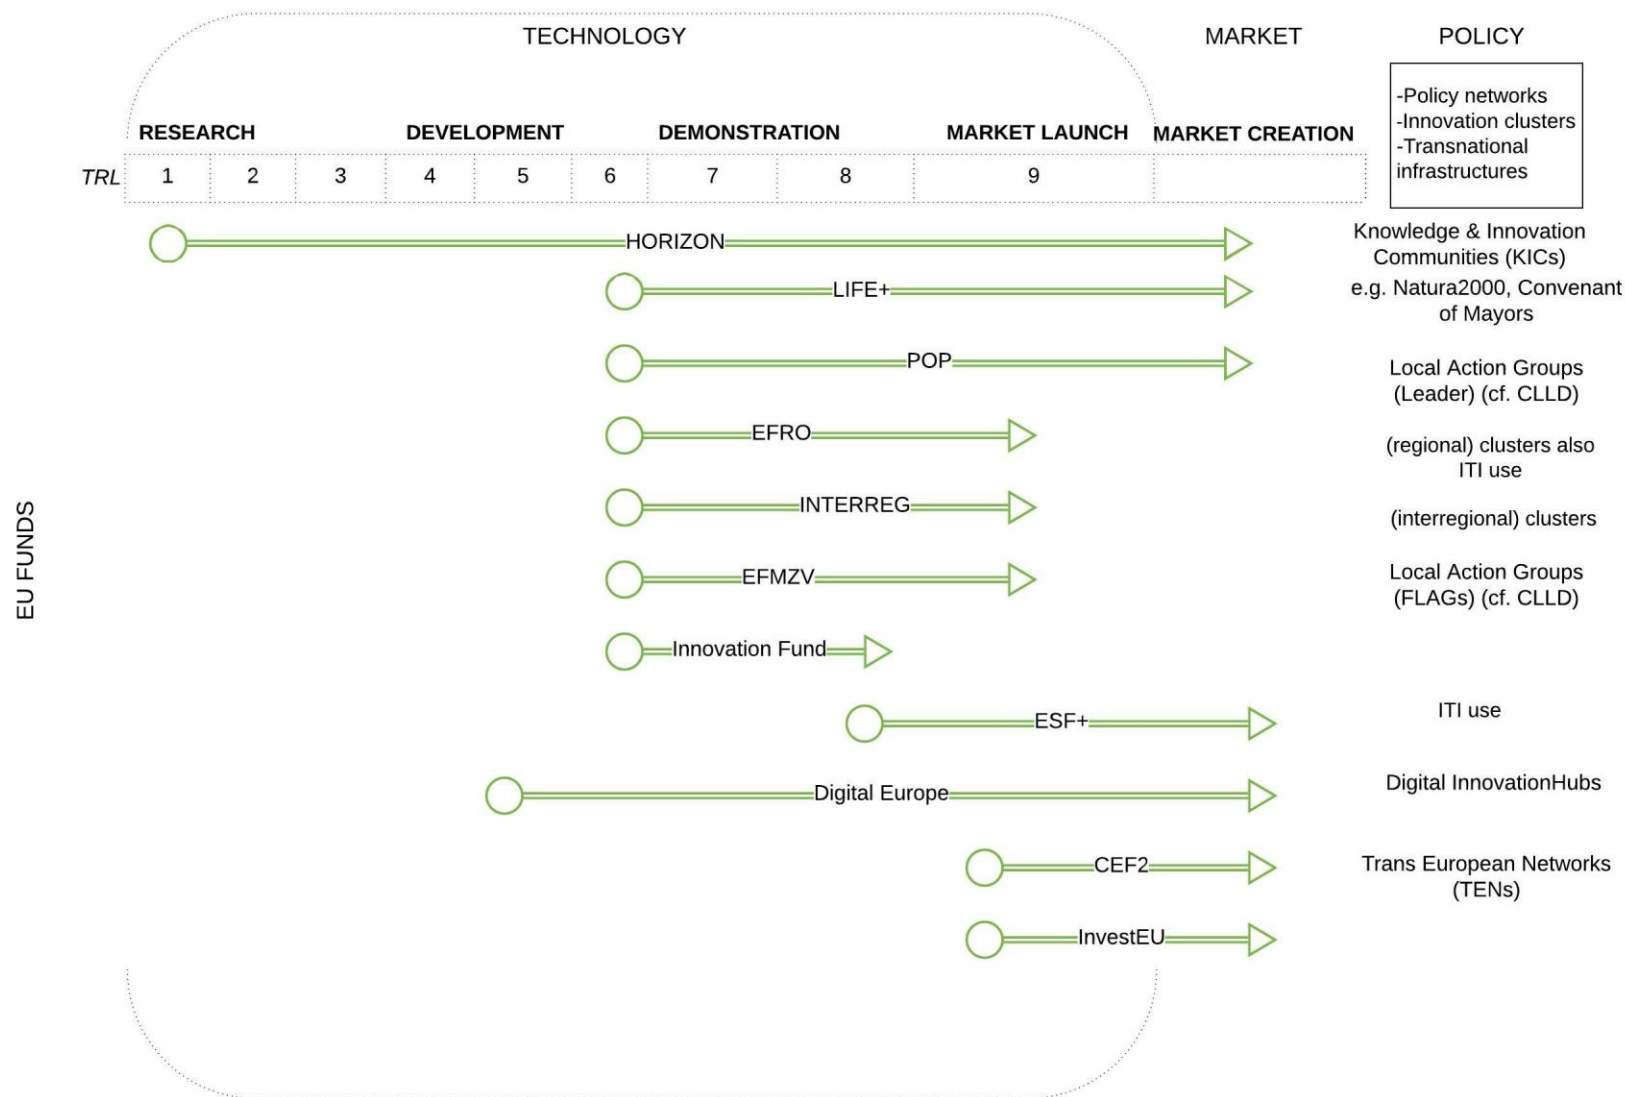 TECHNOLOGY
MARKET
POLICY
-Policy networks
-Innovation clusters
-Transnational
infrastructures
RESEARCH
DEVELOPMENT
DEMONSTRATION
MARKET LAUNCH
MARKET CREATION
TRL 1 2 3 4 5 6 7 8 9
HORIZON
Knowledge & Innovation
Communities (KICs)
LIFE+
e.g. Natura2000, Convenant
of Mayors
POP
Local Action Groups
(Leader) (cf. CLLD)
EFRO
(regional) clusters also
ITI use
INTERREG
(interregional) clusters
EU FUNDS
EFMZV
Local Action Groups
(FLAGs) (cf. CLLD)
Innovation Fund
ESF+
ITI use
Digital Europe
Digital InnovationHubs
CEF2
Trans European Networks
(TENs)
InvestEU